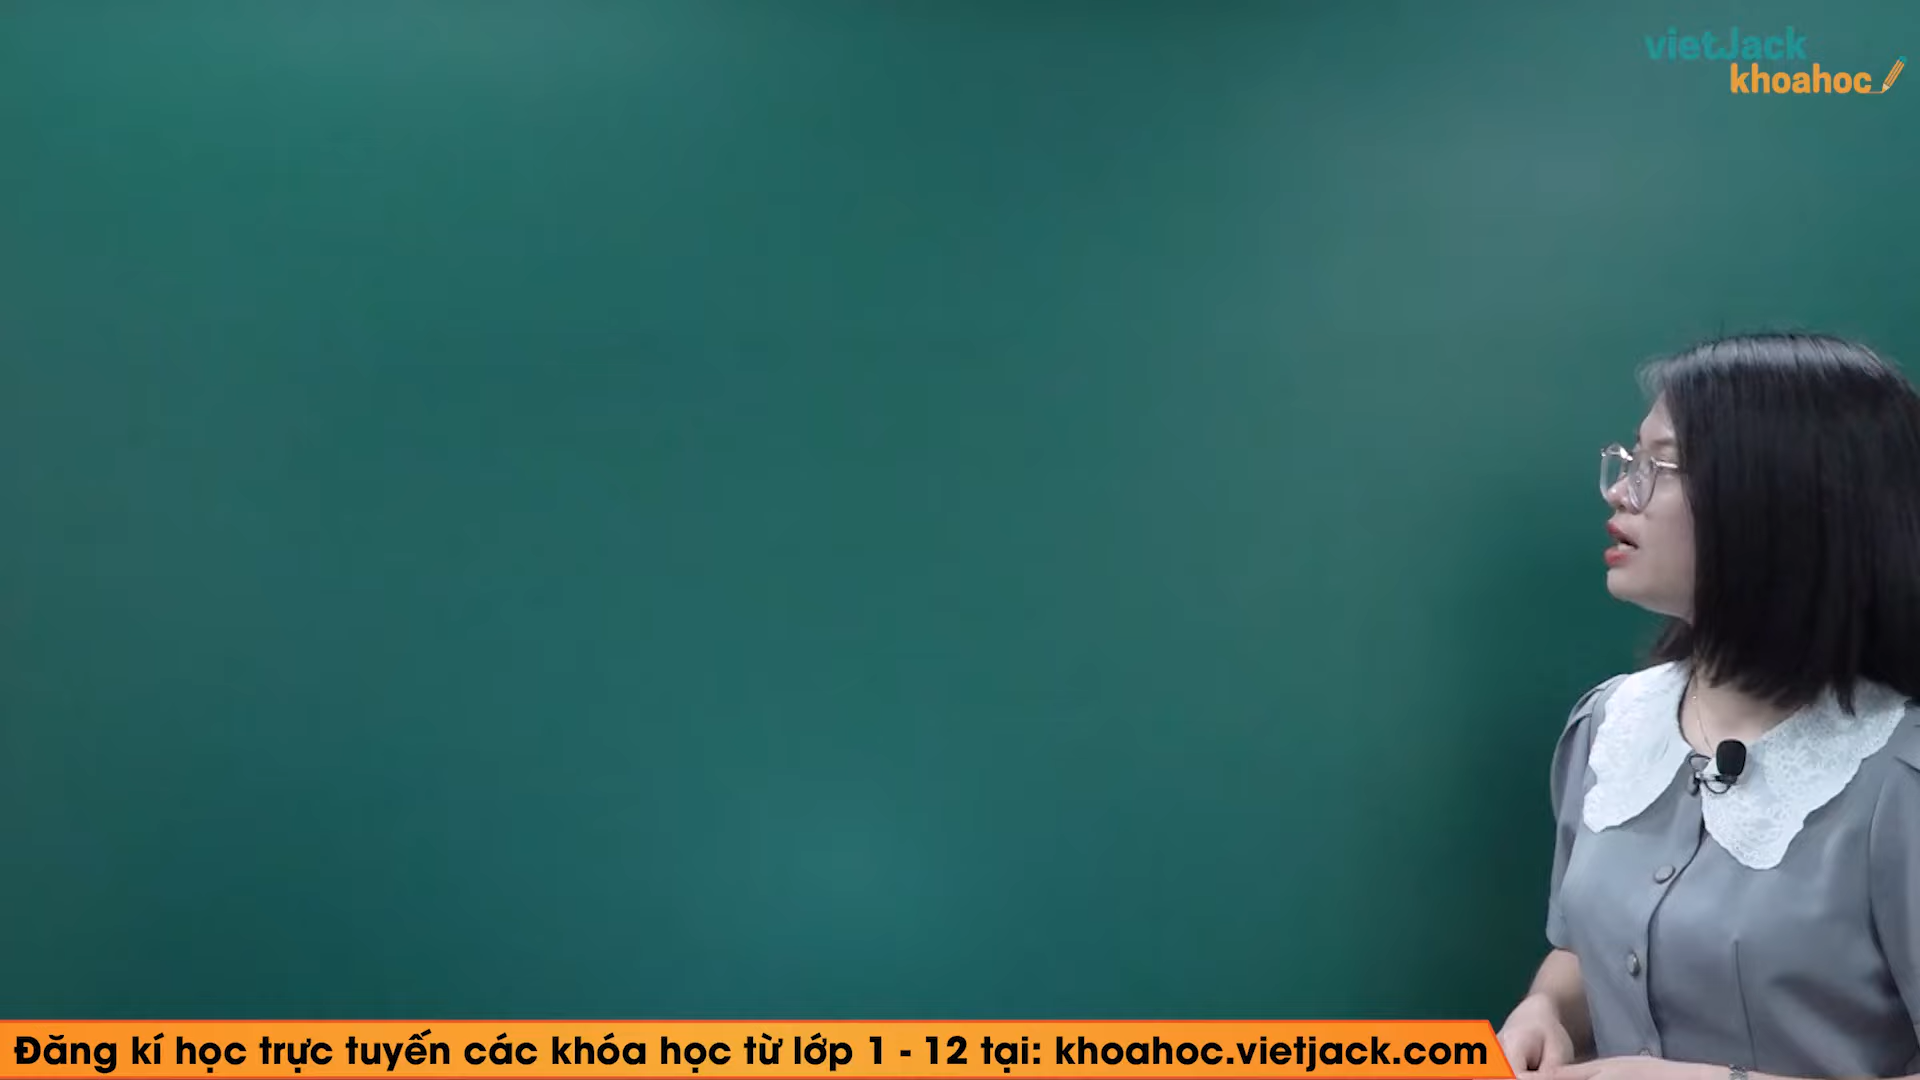 vietJack
khoahoc
Đăng kí học trực tuyến các khóa học từ lớp 1 - 12 tại: khoahoc.vietjack.com